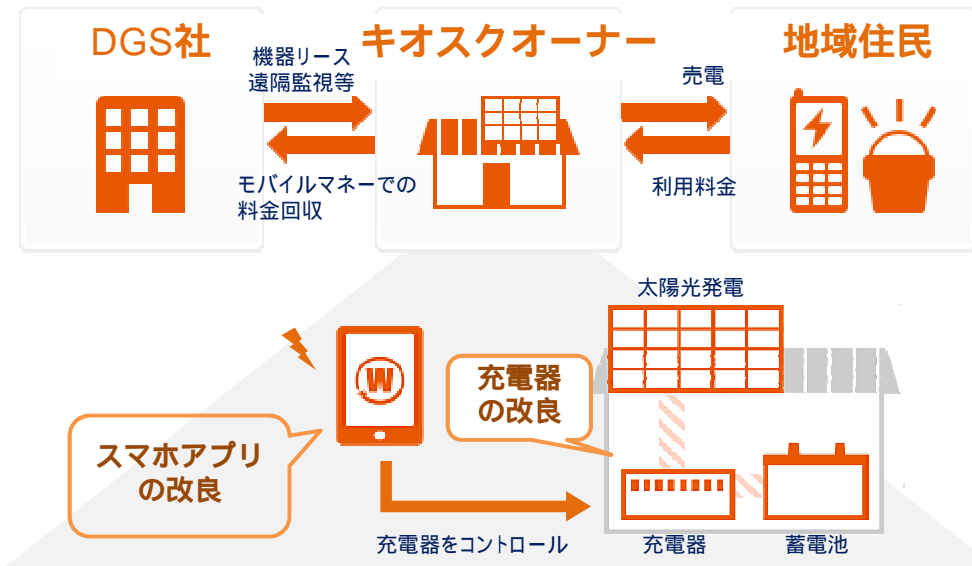 DGS社
機器リース
遠隔監視等
キオスクオーナー
売電
地域住民
モバイルマネーでの
料金回収
利用料金
太陽光発電
W
充電器
の改良
スマホアプリ
の改良
充電器をコントロール
充電器
蓄電池